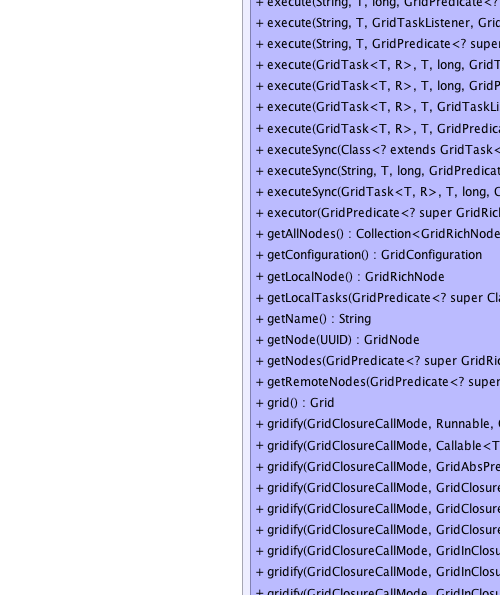 + execute(String, T, long, GridPredicate<?
+ execute(String, T, GridTaskListener, Grid
+ execute(String, T, GridPredicate<? super
+ execute(GridTask<T, R>, T, long, GridT
+ execute(GridTask<T, R>, T, long, GridP
+ execute(GridTask<T, R>, T, GridTaskLi
+ execute(GridTask<T, R>, T, GridPredica
+ executeSync(Class<? extends GridTask<
+ executeSync(String, T, long, GridPredicat
+ executeSync(GridTask<T, R>, T, long, G
+ executor(GridPredicate<? super GridRich
+ getAllNodes() : Collection<GridRichNode
+ getConfiguration() : GridConfiguration
+ getLocalNode() : GridRichNode
+ getLocalTasks(GridPredicate<? super Cla
+ getName() : String
+ getNode(UUID) : GridNode
+ getNodes(GridPredicate<? super GridRic
+ getRemoteNodes(GridPredicate<? super
+ grid() : Grid
+ gridify(GridClosureCallMode, Runnable, G
+ gridify(GridClosureCallMode, Callable<T
+ gridify(GridClosureCallMode, GridAbsPre
+ gridify(GridClosureCallMode, GridClosure
+ gridify(GridClosureCallMode, GridClosure
+ gridify(GridClosureCallMode, GridClosure
+ gridify(GridClosureCallMode, GridInClosu
+ gridify(GridClosureCallMode, GridInClosu
+ gridify(GridClosureCallMode, GridInClosu